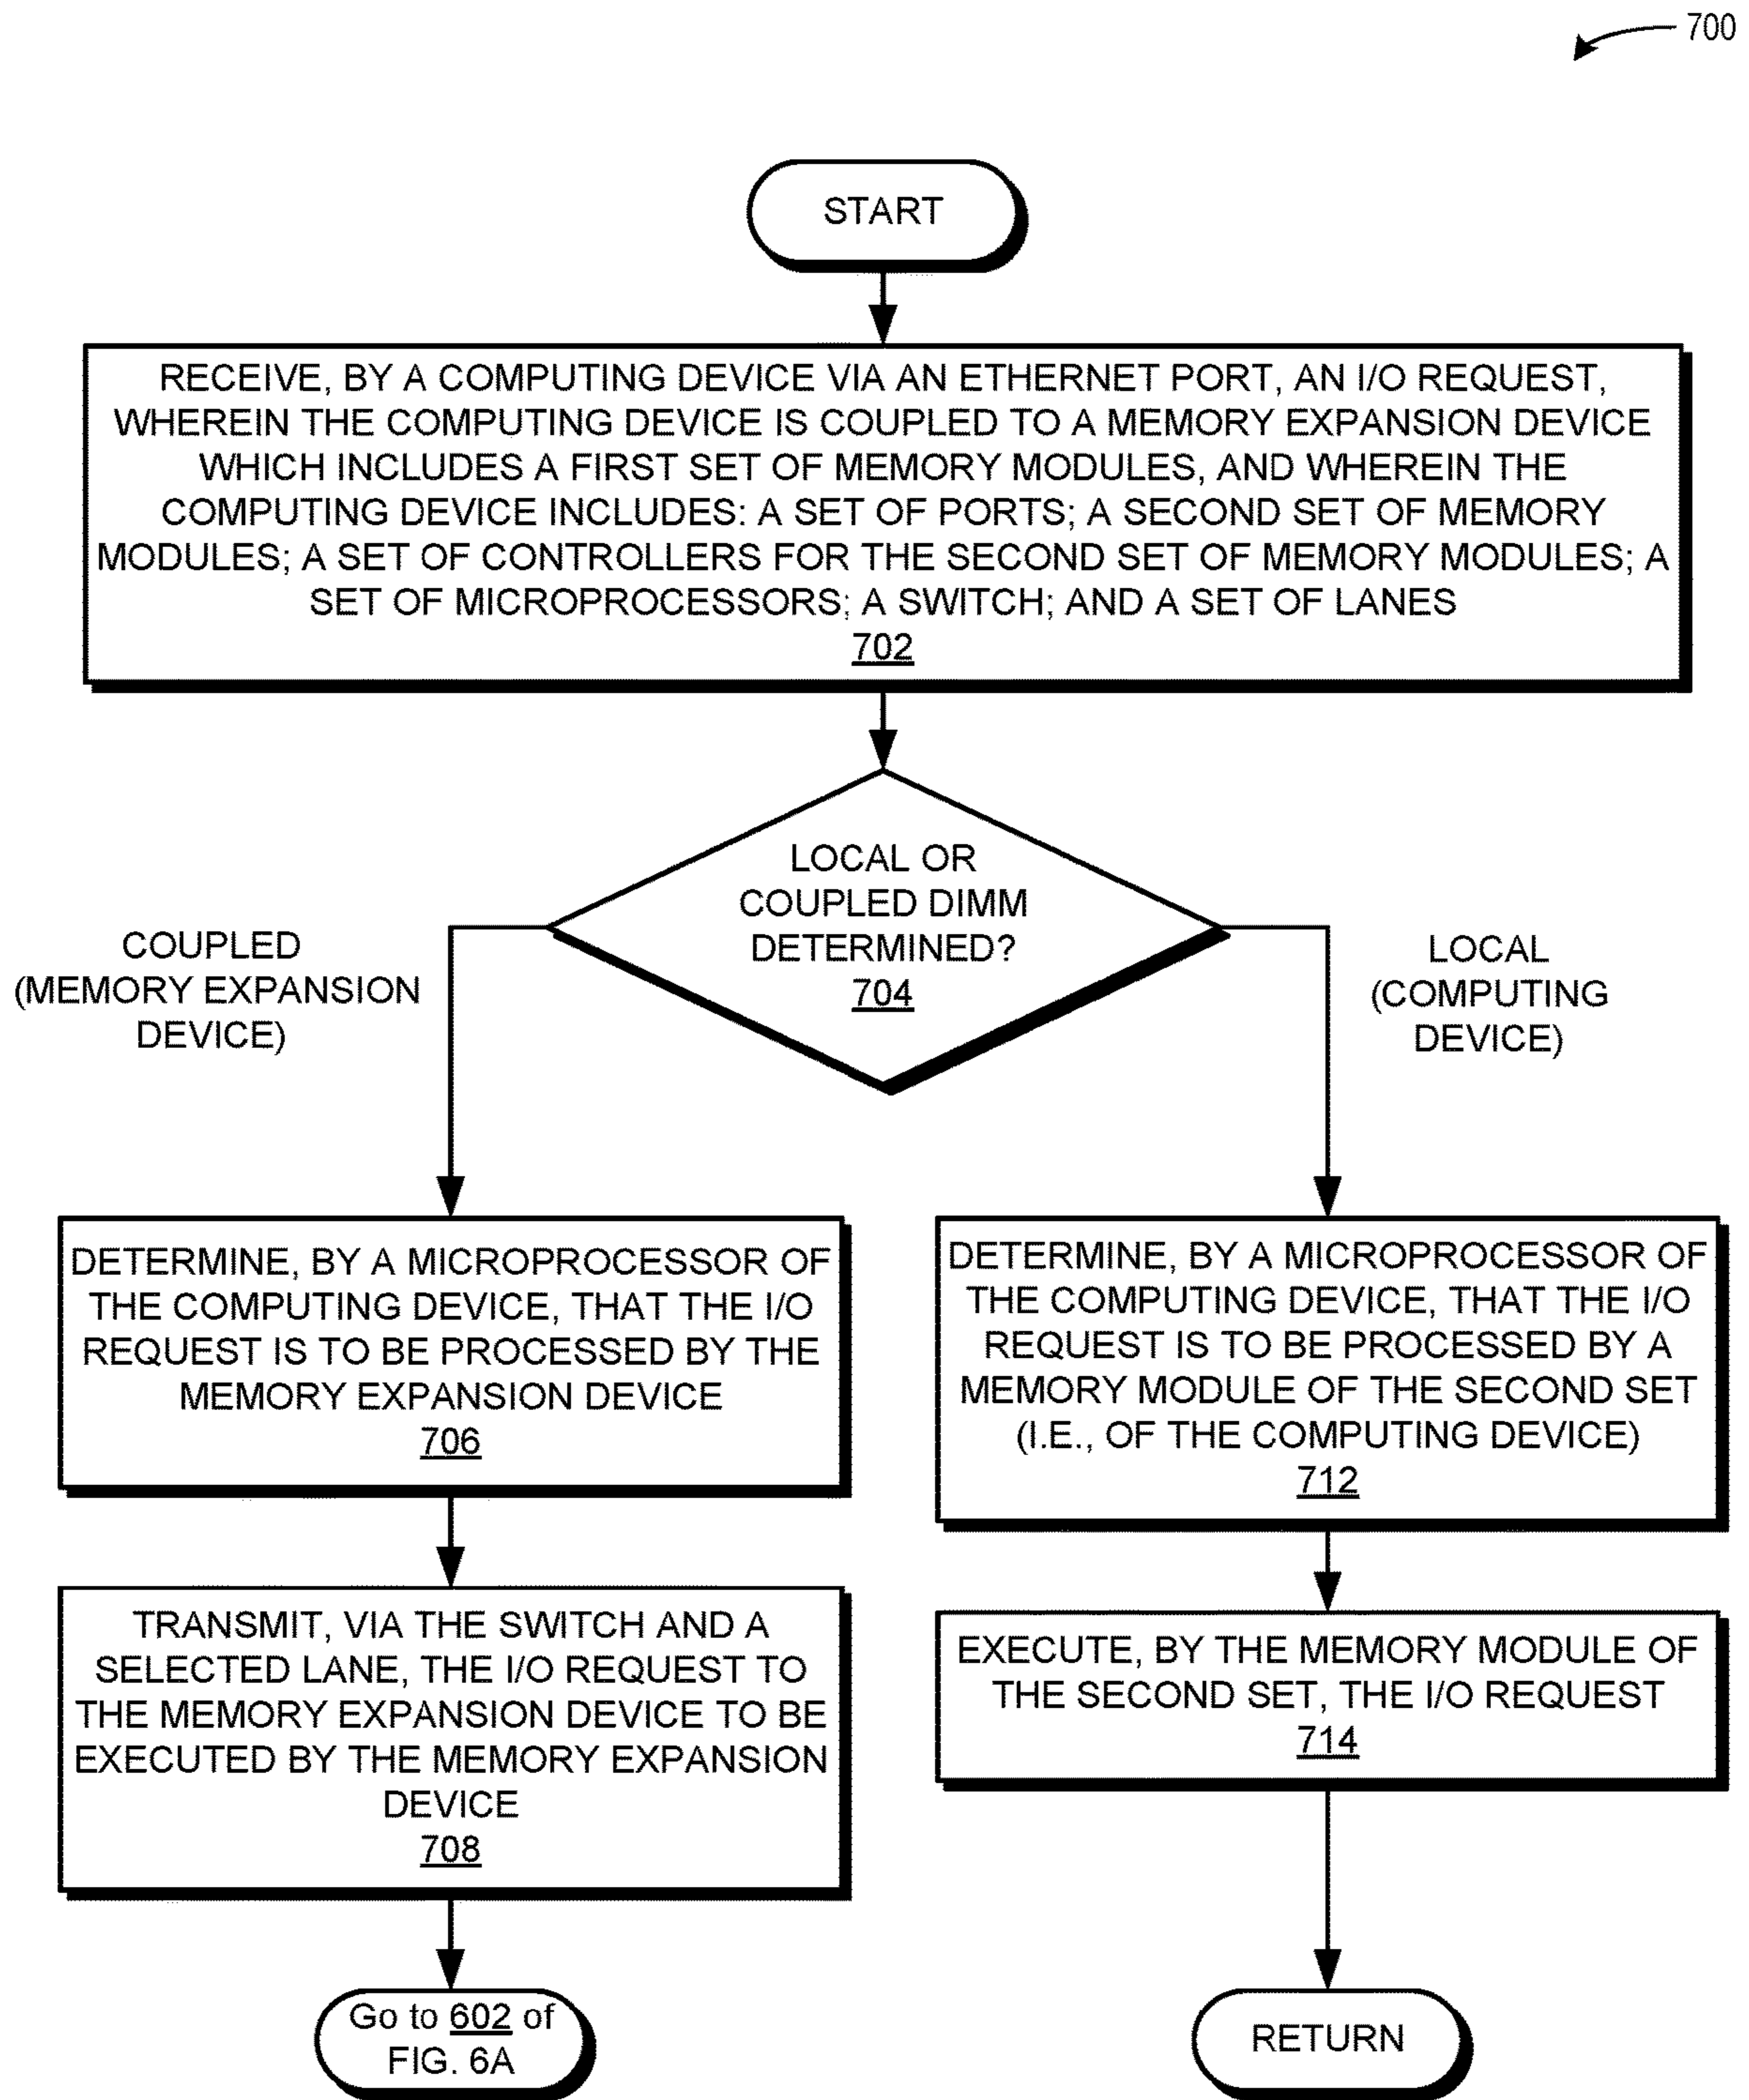 700
START
RECEIVE, BY A COMPUTING DEVICE VIA AN ETHERNET PORT, AN I/O REQUEST,
WHEREIN THE COMPUTING DEVICE IS COUPLED TO A MEMORY EXPANSION DEVICE
WHICH INCLUDES A FIRST SET OF MEMORY MODULES, AND WHEREIN THE
COMPUTING DEVICE INCLUDES: A SET OF PORTS; A SECOND SET OF MEMORY
MODULES; A SET OF CONTROLLERS FOR THE SECOND SET OF MEMORY MODULES; A
SET OF MICROPROCESSORS; A SWITCH; AND A SET OF LANES
702
LOCAL OR
COUPLED DIMM
DETERMINED?
704
COUPLED
(MEMORY EXPANSION
DEVICE)
LOCAL
(COMPUTING
DEVICE)
DETERMINE, BY A MICROPROCESSOR OF
THE COMPUTING DEVICE, THAT THE I/O
REQUEST IS TO BE PROCESSED BY THE
MEMORY EXPANSION DEVICE
706
TRANSMIT, VIA THE SWITCH AND A
SELECTED LANE, THE I/O REQUEST TO
THE MEMORY EXPANSION DEVICE TO BE
EXECUTED BY THE MEMORY EXPANSION
DEVICE
708
Go to 602 of
FIG. 6A
DETERMINE, BY A MICROPROCESSOR OF
THE COMPUTING DEVICE, THAT THE I/O
REQUEST IS TO BE PROCESSED BY A
MEMORY MODULE OF THE SECOND SET
(I.E., OF THE COMPUTING DEVICE)
712
EXECUTE, BY THE MEMORY MODULE OF
THE SECOND SET, THE I/O REQUEST
714
RETURN